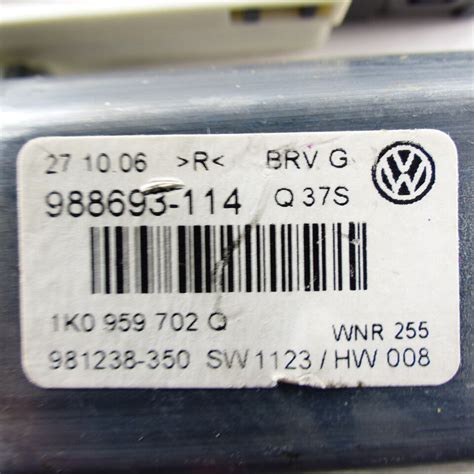 27 10.06 >R< BRV G
988693-114 Q 37S
1K0 959 702 Q WNR 255
981238-350 SW 1123 / HW 008